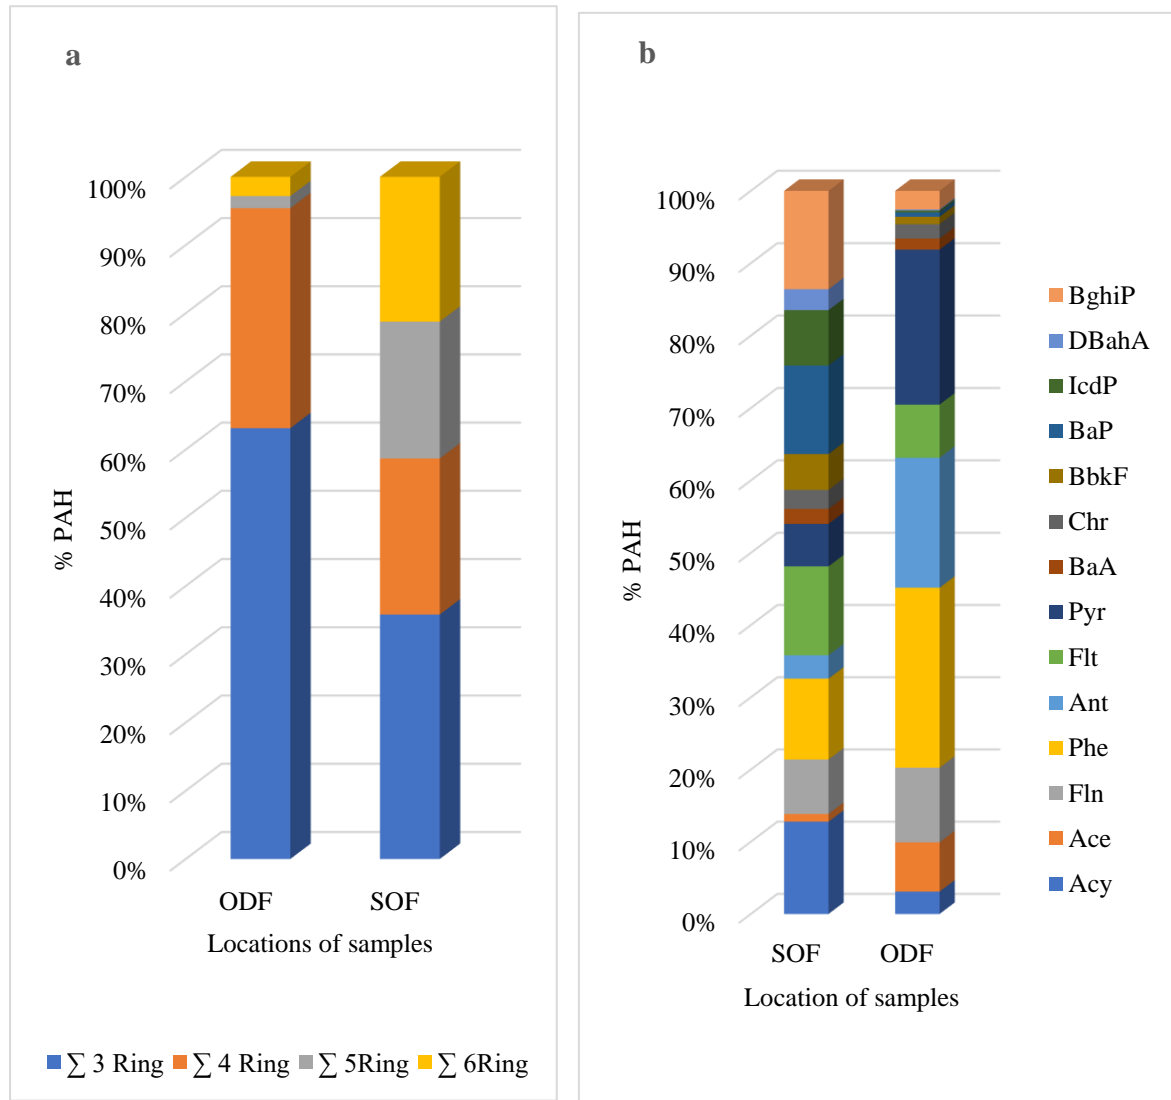 a
100%
90%
80%
70%
60%
50%
40%
30%
20%
10%
0%
% PAH
ODF SOF
Locations of samples
∑ 3 Ring ∑ 4 Ring ∑ 5Ring ∑ 6Ring
b
100%
90%
80%
70%
60%
50%
40%
30%
20%
10%
0%
% PAH
SOF ODF
Location of samples
BghiP
DBahA
IcdP
BaP
BbkF
Chr
BaA
Pyr
Flt
Ant
Phe
Fln
Ace
Acy